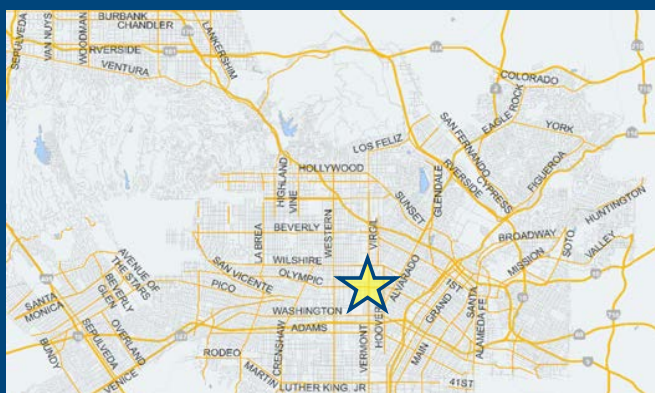 BURBANK
CHANDLER
SEPULVEDA
VAN NUYS
WOODMAN
RVERSIDE
LANKERSHIM
VENTURA
COLORADO
EAGLE ROCK
YORK
SAN FERNANDO
LOS FELIZ
RVERSIDE
CYPRESS
FIGUEROA
HOLLYWOOD
HIGHLAND
VINE
SUNSET
GLENDALE
HUNTINGTON
LA BREA
BEVERLY
WESTERN
VIRGIL
BROADWAY
SOTO
VALLEY
MISSION
AVENUE OF
THE STARS
BEVERLY
GLEN
SAN VICENTE
WILSHIRE
OLYMPIC
PICO
ALVARADO
1ST
GRAND
SANTA FE
ALAMEDA
SANTA
MONICA
SEPULVEDA
OVERLAND
WASHINGTON
ADAMS
HOOVER
VERMONT
MAIN
BUNDY
VENICE
RODEO
CRENSHAW
MARTIN
LUTHER KING, JR
41ST